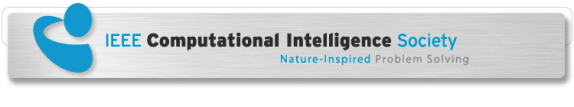 IEEE Computational Intelligence Society
Nature-Inspired Problem Solving